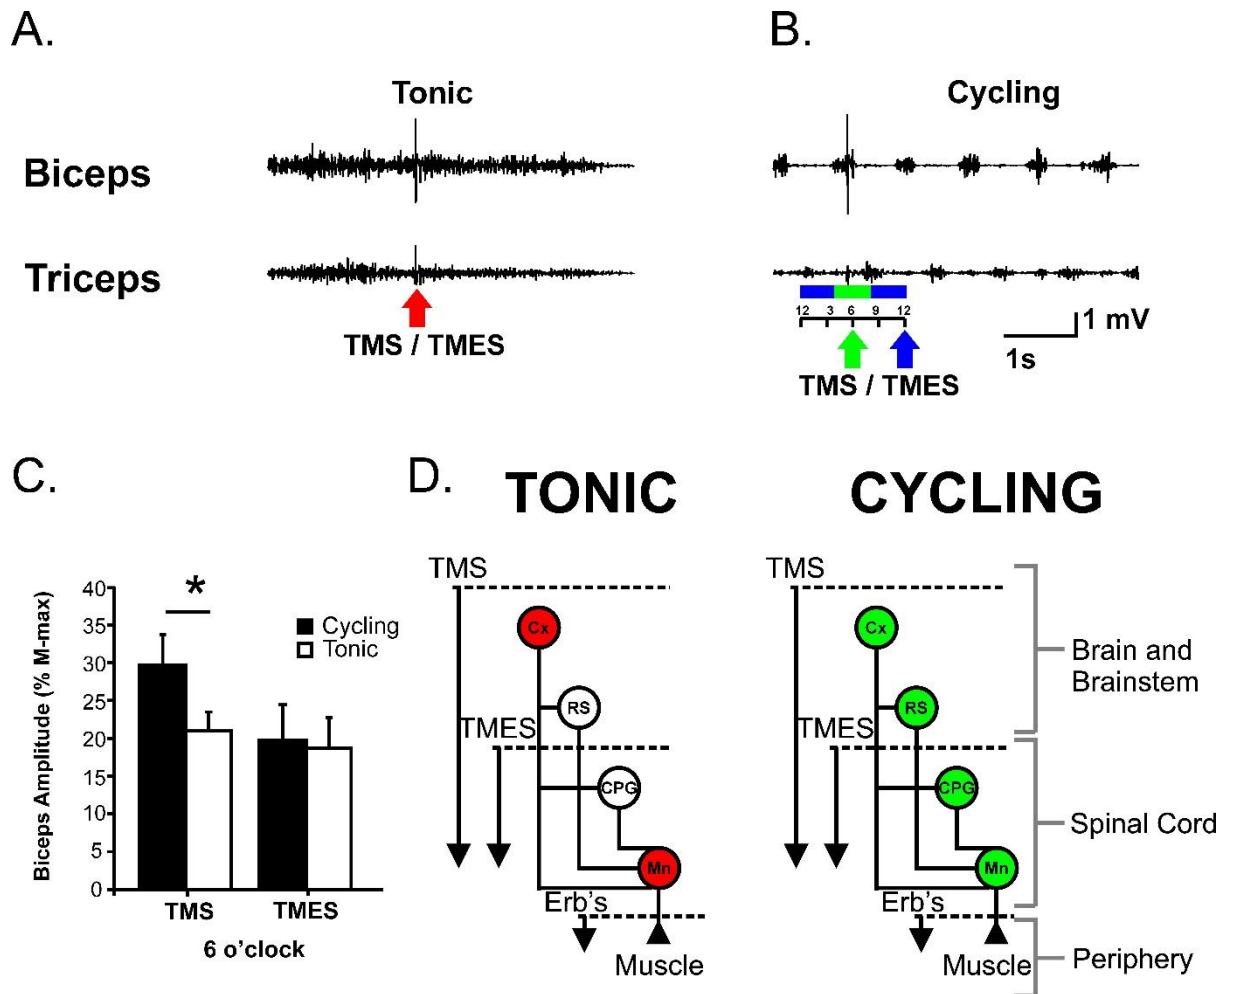 A.
B.
Tonic
Cycling
Biceps
Triceps
TMS / TMES
12 3 6 9 12
1 mV
1s
TMS / TMES
C.
D.
TONIC
CYCLING
Biceps Amplitude (% M-max)
40
35
30
25
20
15
10
5
0
*
Cycling
Tonic
TMS
TMES
6 o'clock
TMS
Cx
RS
TMES
CPG
Mn
Erb's
Muscle
TMS
Cx
RS
TMES
CPG
Mn
Erb's
Muscle
Brain and
Brainstem
Spinal Cord
Periphery